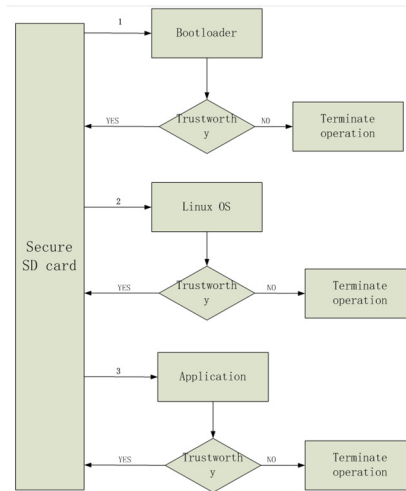 1
Bootloader
Trustworth
y
YES
NO
Terminate
operation
2
Linux OS
Secure
SD card
Trustworth
y
YES
NO
Terminate
operation
3
Application
Trustworth
y
YES
NO
Terminate
operation